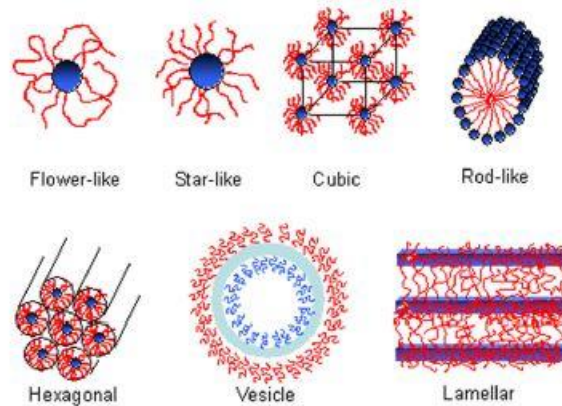 Flower-like
Star-like
Cubic
Rod-like
Hexagonal
Vesicle
Lamellar